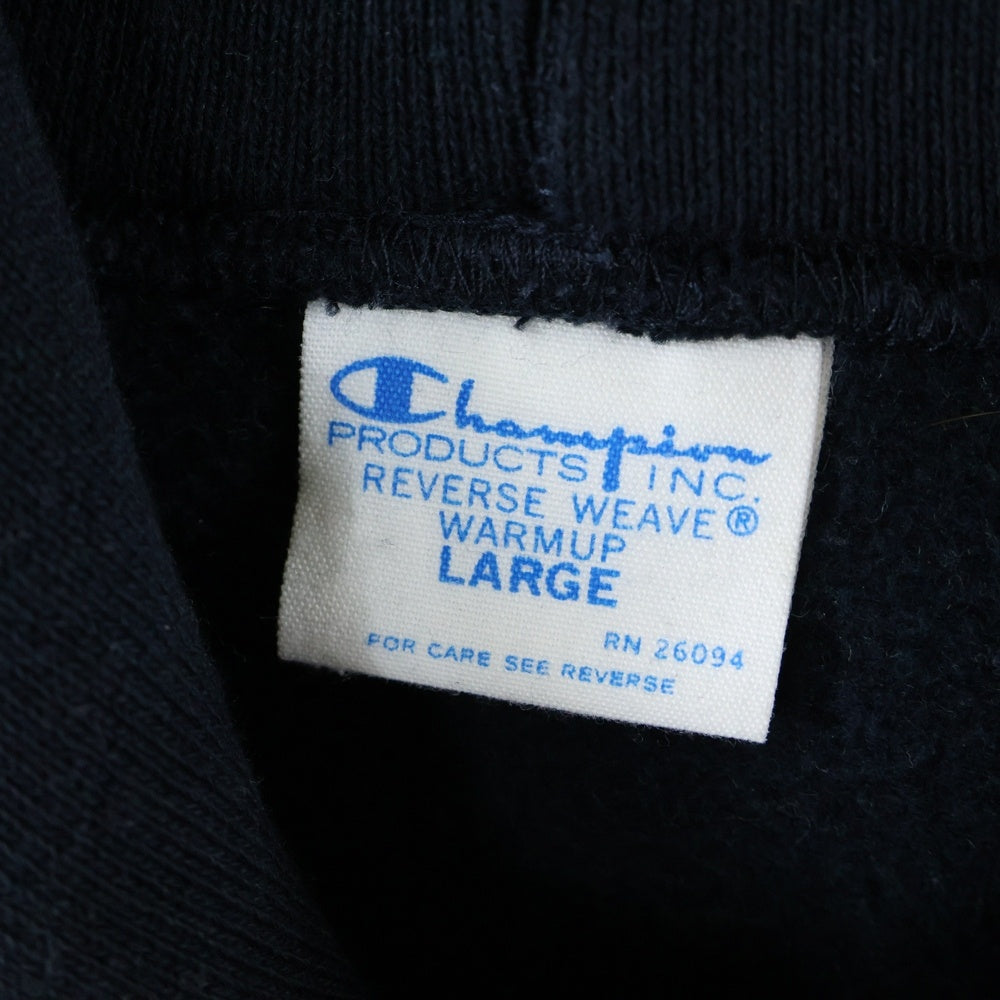 Champion
PRODUCTS INC.
REVERSE WEAVE®
WARMUP
LARGE
RN 26094
FOR CARE SEE REVERSE